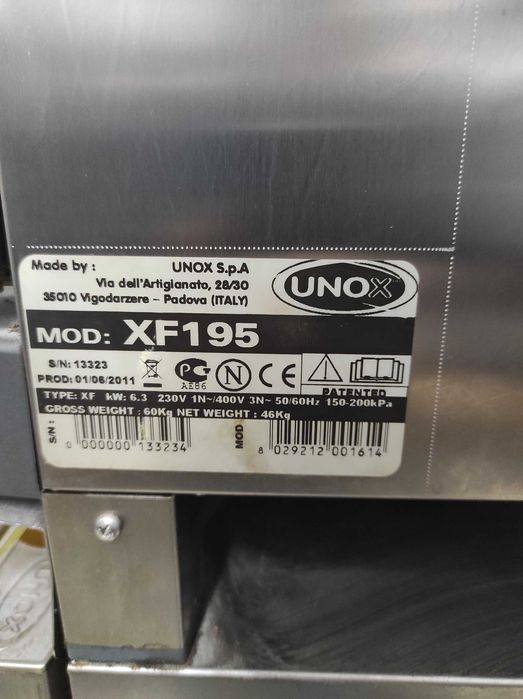 Made by :
UNOX S.p.A
Via dell'Artigianato, 28/30
35010 Vigodarzere – Padova (ITALY)
UNOX
MOD: XF195
S/N: 13323
PROD: 01/06/2011
PG
AE86
N
CE
PATENTED
TYPE: XF kW: 6.3 230V 1N~/400V 3N~ 50/60Hz 150-200kPa
GROSS WEIGHT : 60Kg NET WEIGHT : 46Kg
S/N:
0 000000 133234
MOD
8 029212 001614